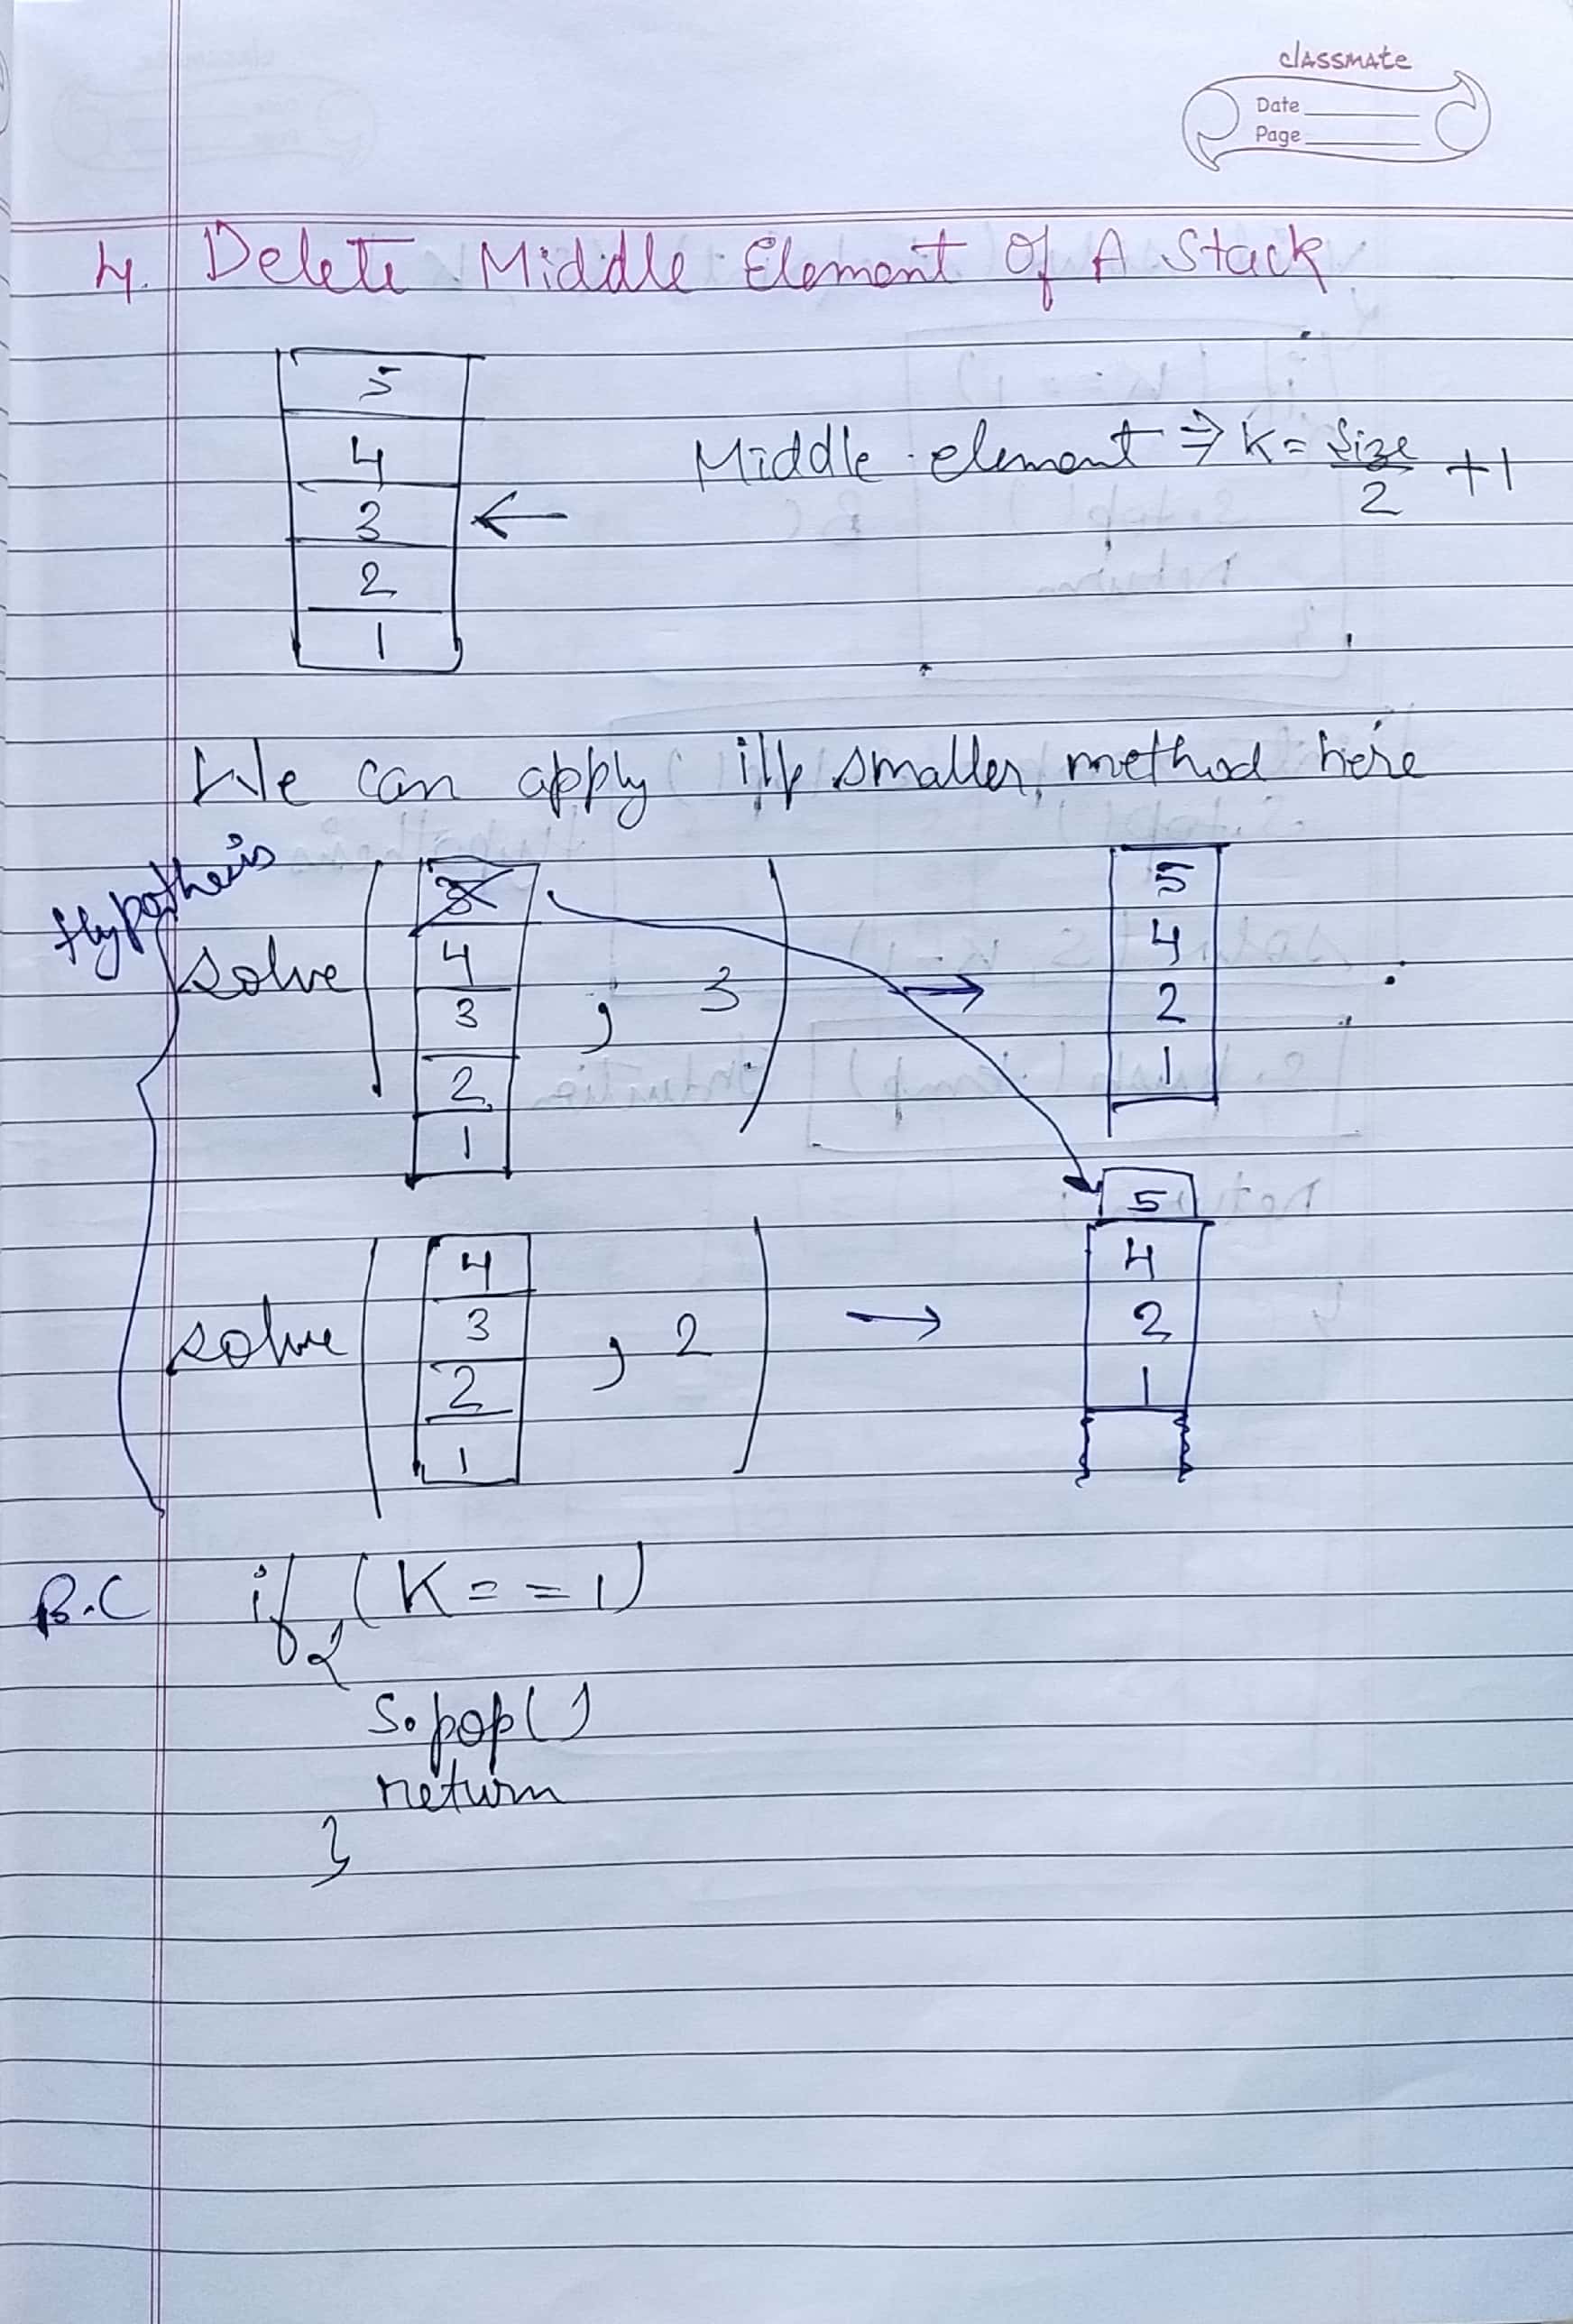 classmate
Date
Page
4. Delete Middle Element Of A Stack
5
4
3 ←
2
1
Middle element ⇒ K = Size/2 + 1
We can apply i/p smaller method here
Hypothesis
solve ( 4 3 2 1 , 3 ) → 5 4 2 1
5
solve ( 4 3 2 1 , 2 ) → 4 2 1
B.C if (K == 1)
{
S.pop()
return
}